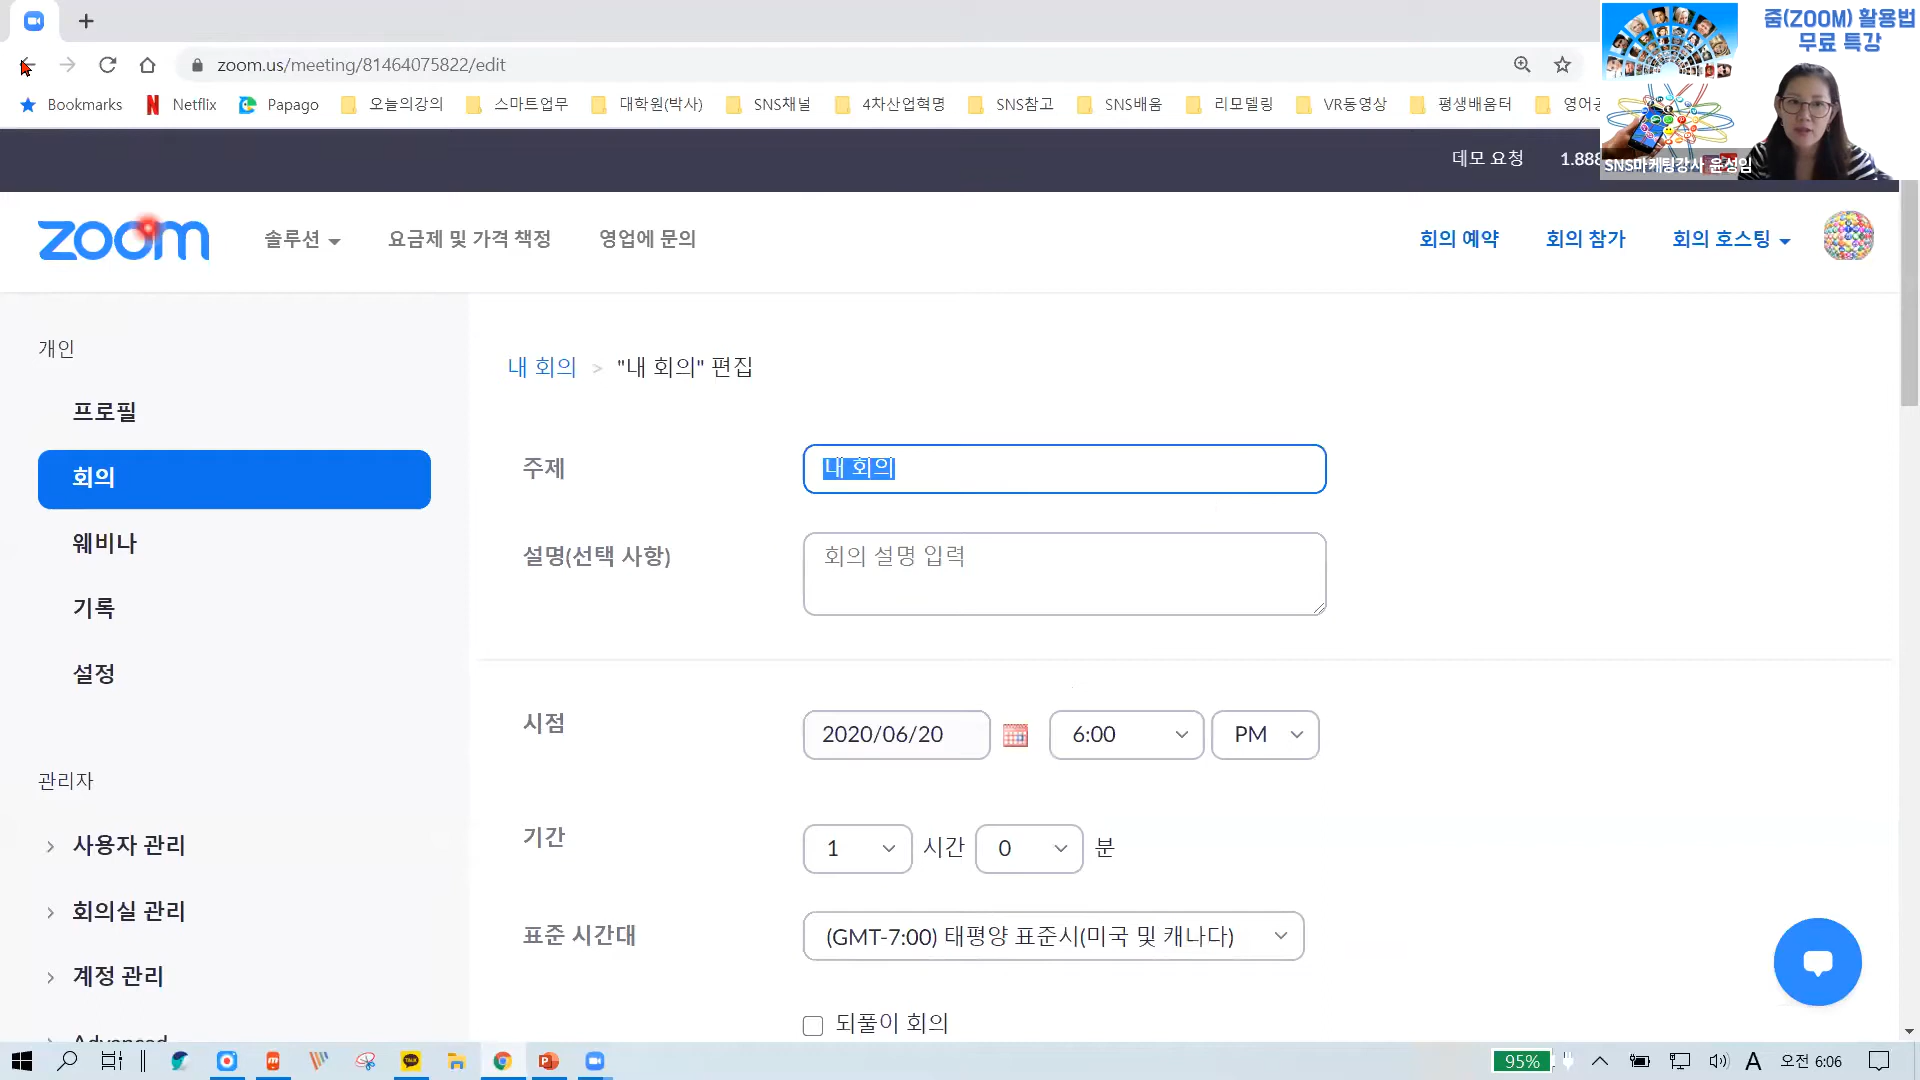 zoom.us/meeting/81464075822/edit
Bookmarks Netflix Papago 오늘의강의 스마트업무 대학원(박사) SNS채널 4차산업혁명 SNS참고 SNS배움 리모델링 VR동영상 평생배움터
줌(ZOOM) 활용법
무료 특강
SNS마케팅강사 윤성임
데모 요청 1.888
zoom 솔루션 요금제 및 가격 책정 영업에 문의 회의 예약 회의 참가 회의 호스팅
개인
프로필
회의
웨비나
기록
설정
관리자
사용자 관리
회의실 관리
계정 관리
Advanced
내 회의 > "내 회의" 편집
주제 내 회의
설명(선택 사항) 회의 설명 입력
시점 2020/06/20 6:00 PM
기간 1 시간 0 분
표준 시간대 (GMT-7:00) 태평양 표준시(미국 및 캐나다)
되풀이 회의
95% A 오전 6:06